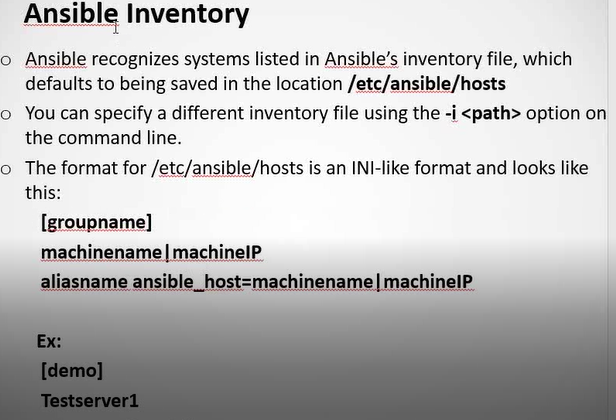 Ansible Inventory
o Ansible recognizes systems listed in Ansible's inventory file, which
defaults to being saved in the location /etc/ansible/hosts
o You can specify a different inventory file using the -i <path> option on
the command line.
o The format for /etc/ansible/hosts is an INI-like format and looks like
this:
[groupname]
machinename|machineIP
aliasname ansible_host=machinename|machineIP
Ex:
[demo]
Testserver1